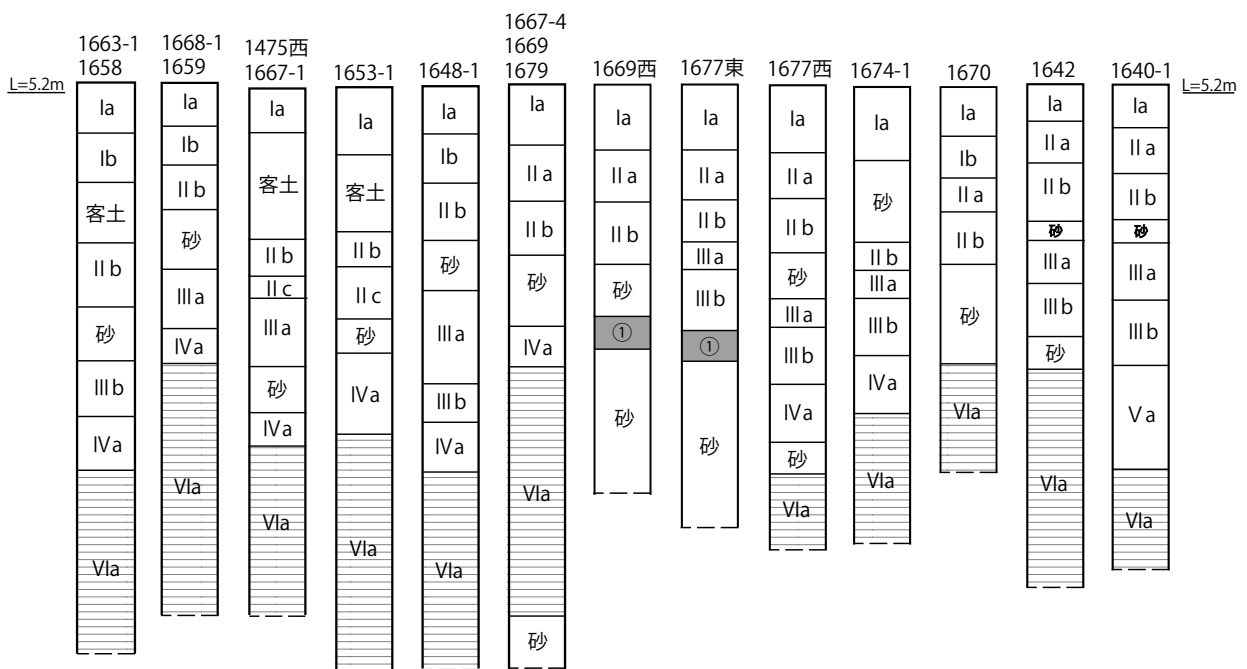 L=5.2m
1663-1
1658
Ⅰa
Ⅰb
客土
Ⅱb
砂
Ⅲb
Ⅳa
Ⅵa
1668-1
1659
Ⅰa
Ⅰb
Ⅱb
砂
Ⅲa
Ⅳa
Ⅵa
1475西
1667-1
Ⅰa
客土
Ⅱb
Ⅱc
Ⅲa
砂
Ⅳa
Ⅵa
1653-1
Ⅰa
客土
Ⅱb
Ⅱc
砂
Ⅳa
Ⅵa
1648-1
Ⅰa
Ⅰb
Ⅱb
砂
Ⅲa
Ⅲb
Ⅳa
Ⅵa
1667-4
1669
1679
Ⅰa
Ⅱa
Ⅱb
砂
Ⅳa
Ⅵa
砂
1669西
Ⅰa
Ⅱa
Ⅱb
砂
①
砂
1677東
Ⅰa
Ⅱa
Ⅱb
Ⅲa
Ⅲb
①
砂
1677西
Ⅰa
Ⅱa
Ⅱb
砂
Ⅲa
Ⅲb
Ⅳa
砂
Ⅵa
1674-1
Ⅰa
砂
Ⅱb
Ⅲa
Ⅲb
Ⅳa
Ⅵa
1670
Ⅰa
Ⅰb
Ⅱa
Ⅱb
砂
Ⅵa
1642
Ⅰa
Ⅱa
Ⅱb
砂
Ⅲa
Ⅲb
砂
Ⅵa
1640-1
Ⅰa
Ⅱa
Ⅱb
砂
Ⅲa
Ⅲb
Ⅴa
Ⅵa
L=5.2m